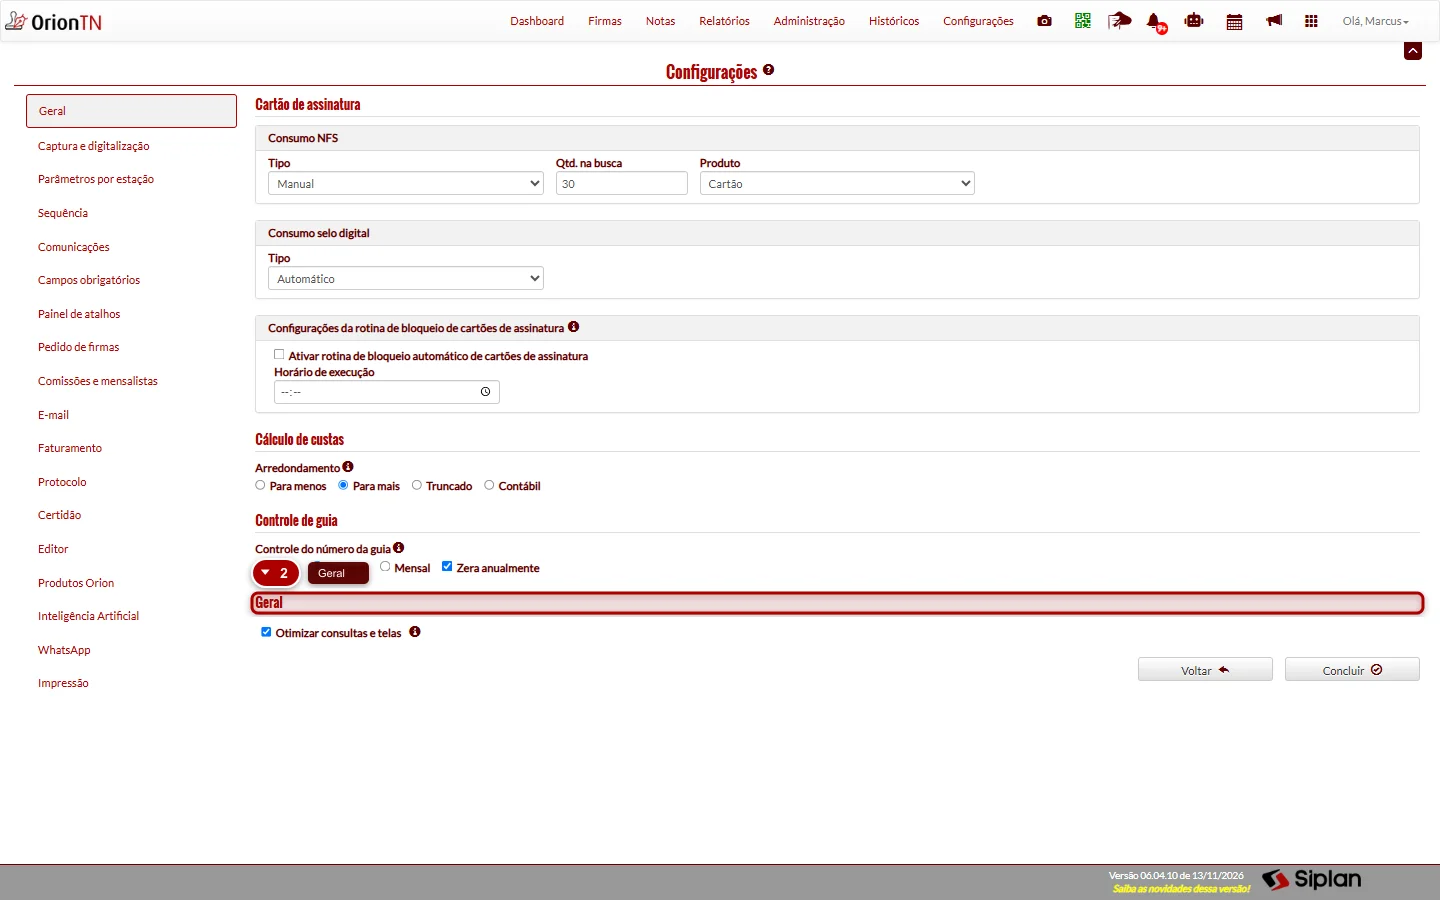 OrionTN
Dashboard
Firmas
Notas
Relatórios
Administração
Históricos
Configurações
9+
Olá, Marcus
Configurações
Geral
Captura e digitalização
Parâmetros por estação
Sequência
Comunicações
Campos obrigatórios
Painel de atalhos
Pedido de firmas
Comissões e mensalistas
E-mail
Faturamento
Protocolo
Certidão
Editor
Produtos Orion
Inteligência Artificial
WhatsApp
Impressão
Cartão de assinatura
Consumo NFS
Tipo
Qtd. na busca
Produto
Manual
30
Cartão
Consumo selo digital
Tipo
Automático
Configurações da rotina de bloqueio de cartões de assinatura
Ativar rotina de bloqueio automático de cartões de assinatura
Horário de execução
--:--
Cálculo de custas
Arredondamento
Para menos
Para mais
Truncado
Contábil
Controle de guia
Controle do número da guia
2
Geral
Mensal
Zera anualmente
Geral
Otimizar consultas e telas
Voltar
Concluir
Versão 06.04.10 de 13/11/2026
Saiba as novidades dessa versão!
Siplan